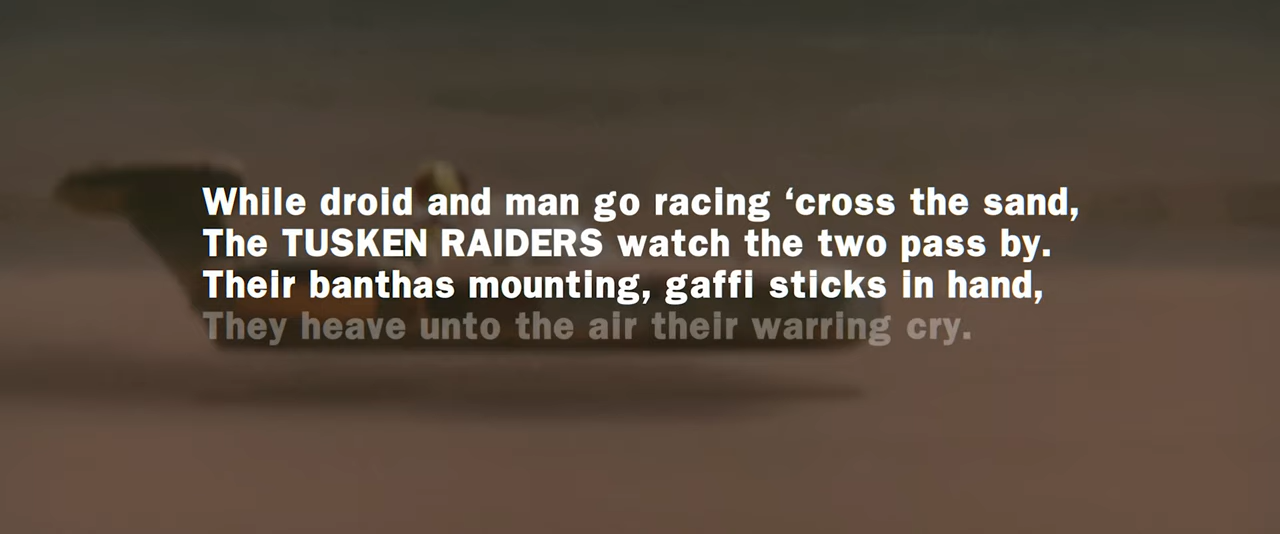 While droid and man go racing ‘cross the sand,
The TUSKEN RAIDERS watch the two pass by.
Their banthas mounting, gaffi sticks in hand,
They heave unto the air their warring cry.